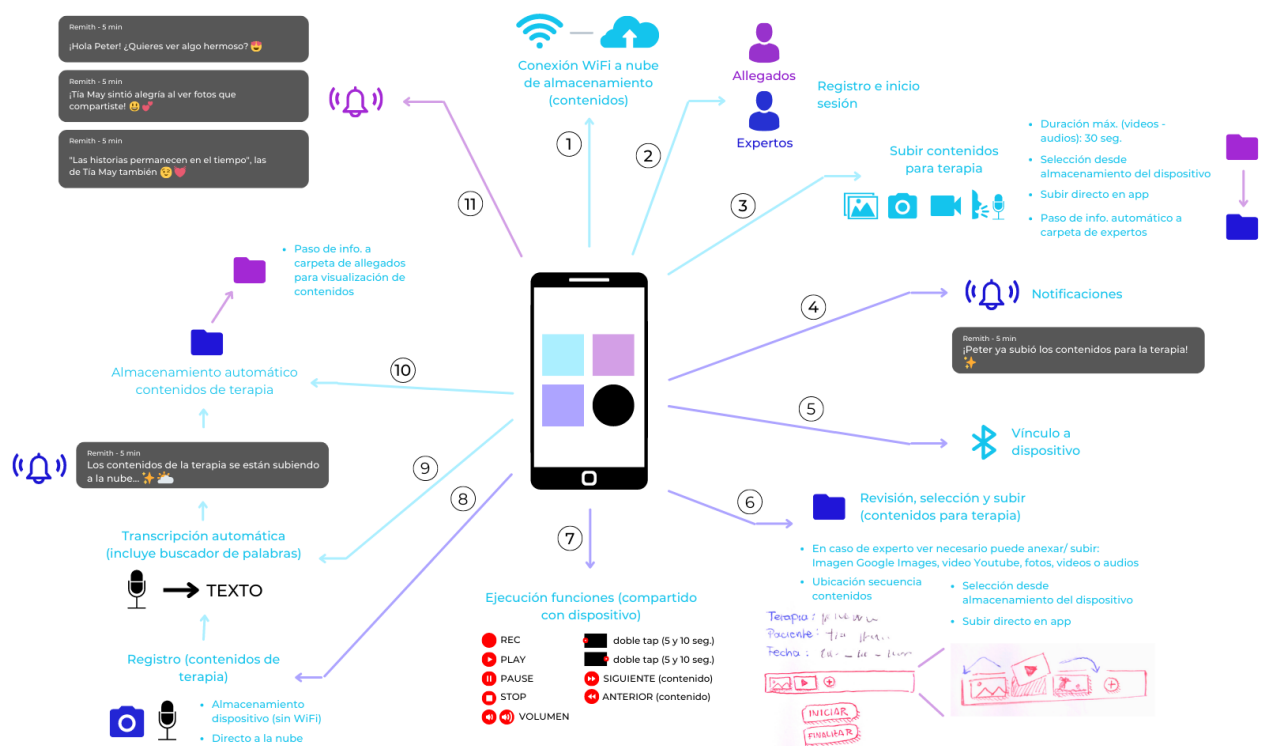 Remith - 5 min
¡Hola Peter! ¿Quieres ver algo hermoso? 😍
Remith - 5 min
¡Tía May sintió alegría al ver fotos que
compartiste! 😃💕
Remith - 5 min
"Las historias permanecen en el tiempo", las
de Tía May también 😌💓
11
Conexión WiFi a nube
de almacenamiento
(contenidos)
1
Allegados
Expertos
Registro e inicio
sesión
2
Subir contenidos
para terapia
3
• Duración máx. (videos -
audios): 30 seg.
• Selección desde
almacenamiento del dispositivo
• Subir directo en app
• Paso de info. automático a
carpeta de expertos
4
Notificaciones
Remith - 5 min
¡Peter ya subió los contenidos para la terapia!
✨
5
Vínculo a
dispositivo
6
Revisión, selección y subir
(contenidos para terapia)
• En caso de experto ver necesario puede anexar/ subir:
Imagen Google Images, video Youtube, fotos, videos o audios
• Ubicación secuencia
contenidos
• Selección desde
almacenamiento del dispositivo
• Subir directo en app
Terapia:
Paciente: tía
Fecha:
INICIAR
FINALIZAR
7
Ejecución funciones (compartido
con dispositivo)
REC
PLAY
PAUSE
STOP
VOLUMEN
doble tap (5 y 10 seg.)
doble tap (5 y 10 seg.)
SIGUIENTE (contenido)
ANTERIOR (contenido)
8
Registro (contenidos de
terapia)
• Almacenamiento
dispositivo (sin WiFi)
• Directo a la nube
9
Transcripción automática
(incluye buscador de palabras)
TEXTO
Remith - 5 min
Los contenidos de la terapia se están subiendo
a la nube... ✨⛅
10
Almacenamiento automático
contenidos de terapia
• Paso de info. a
carpeta de allegados
para visualización de
contenidos